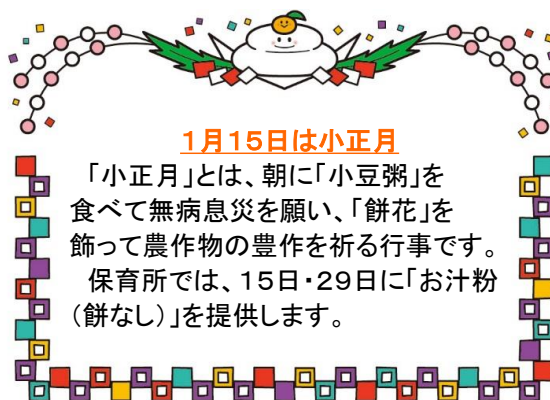 1月15日は小正月
「小正月」とは、朝に「小豆粥」を
食べて無病息災を願い、「餅花」を
飾って農作物の豊作を祈る行事です。
保育所では、15日・29日に「お汁粉
（餅なし）」を提供します。